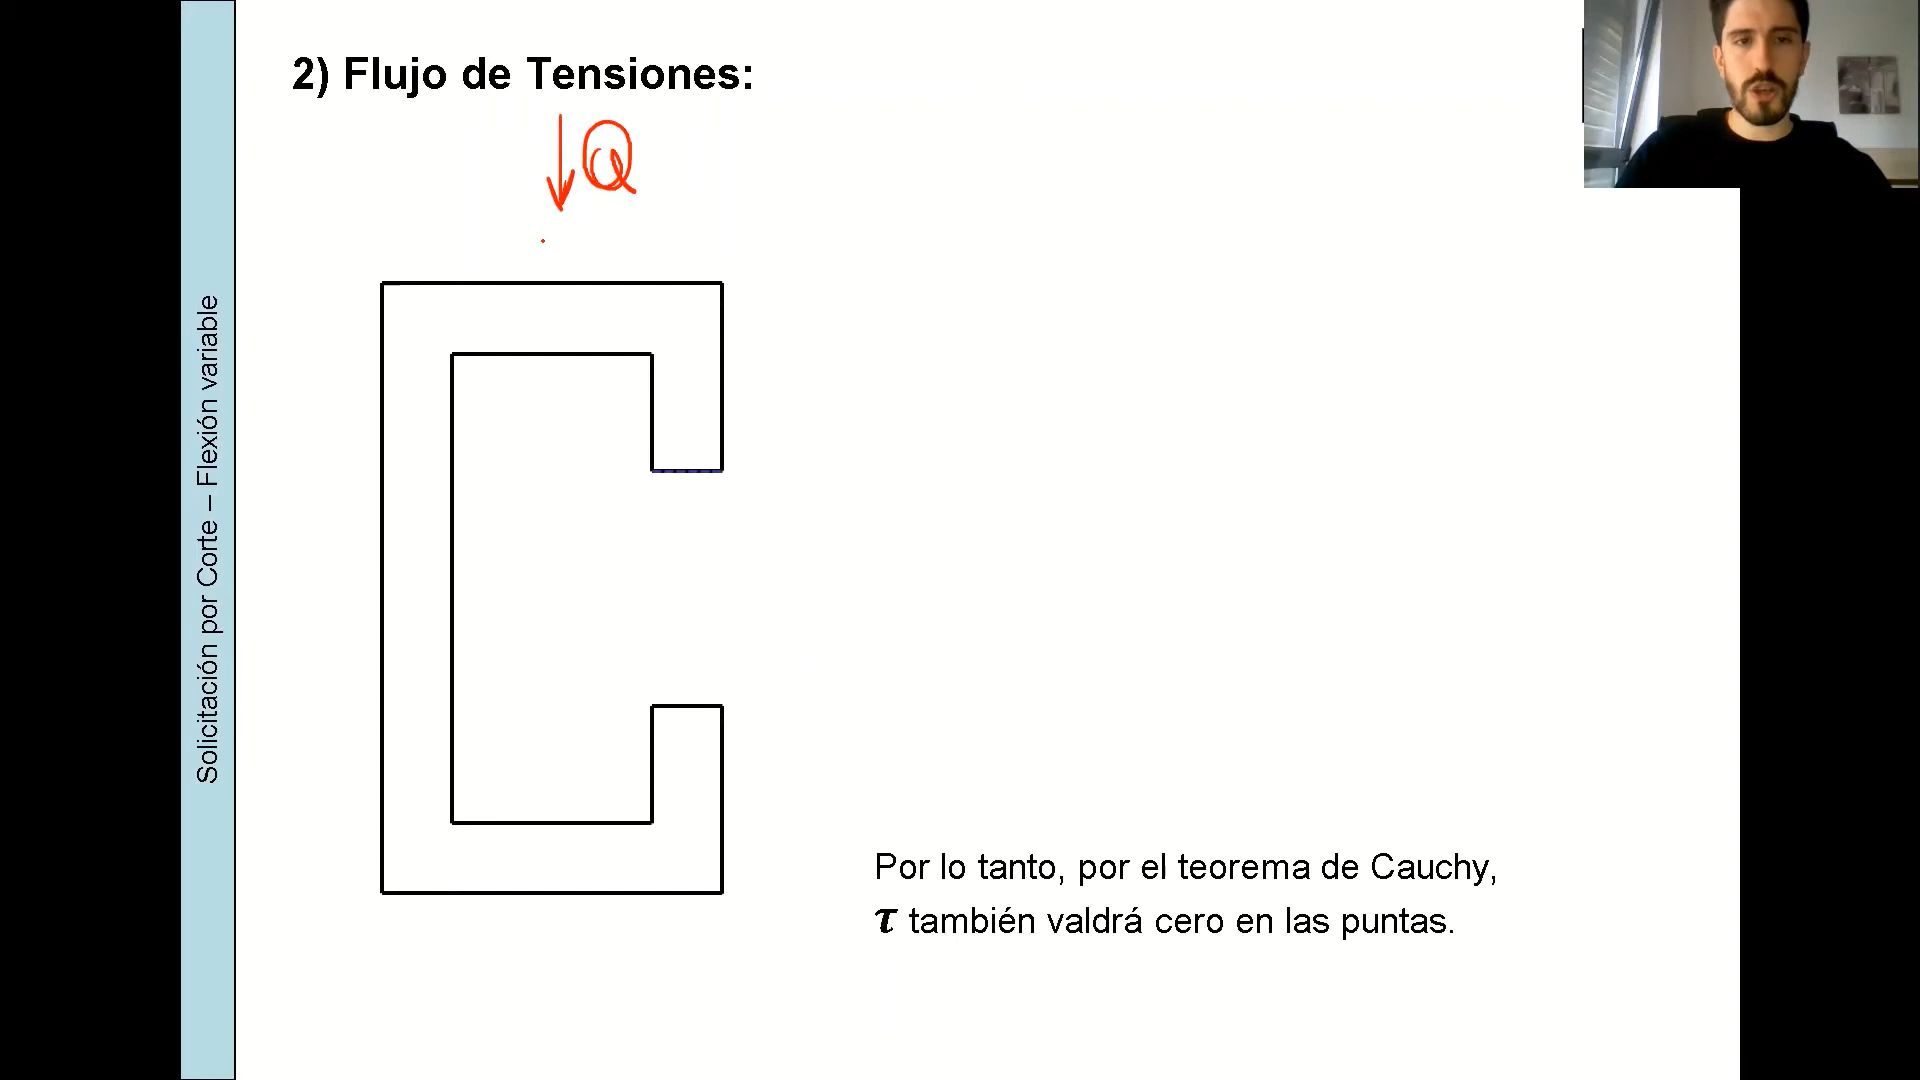 2) Flujo de Tensiones:
Q
Solicitación por Corte – Flexión variable
Por lo tanto, por el teorema de Cauchy,
τ también valdrá cero en las puntas.